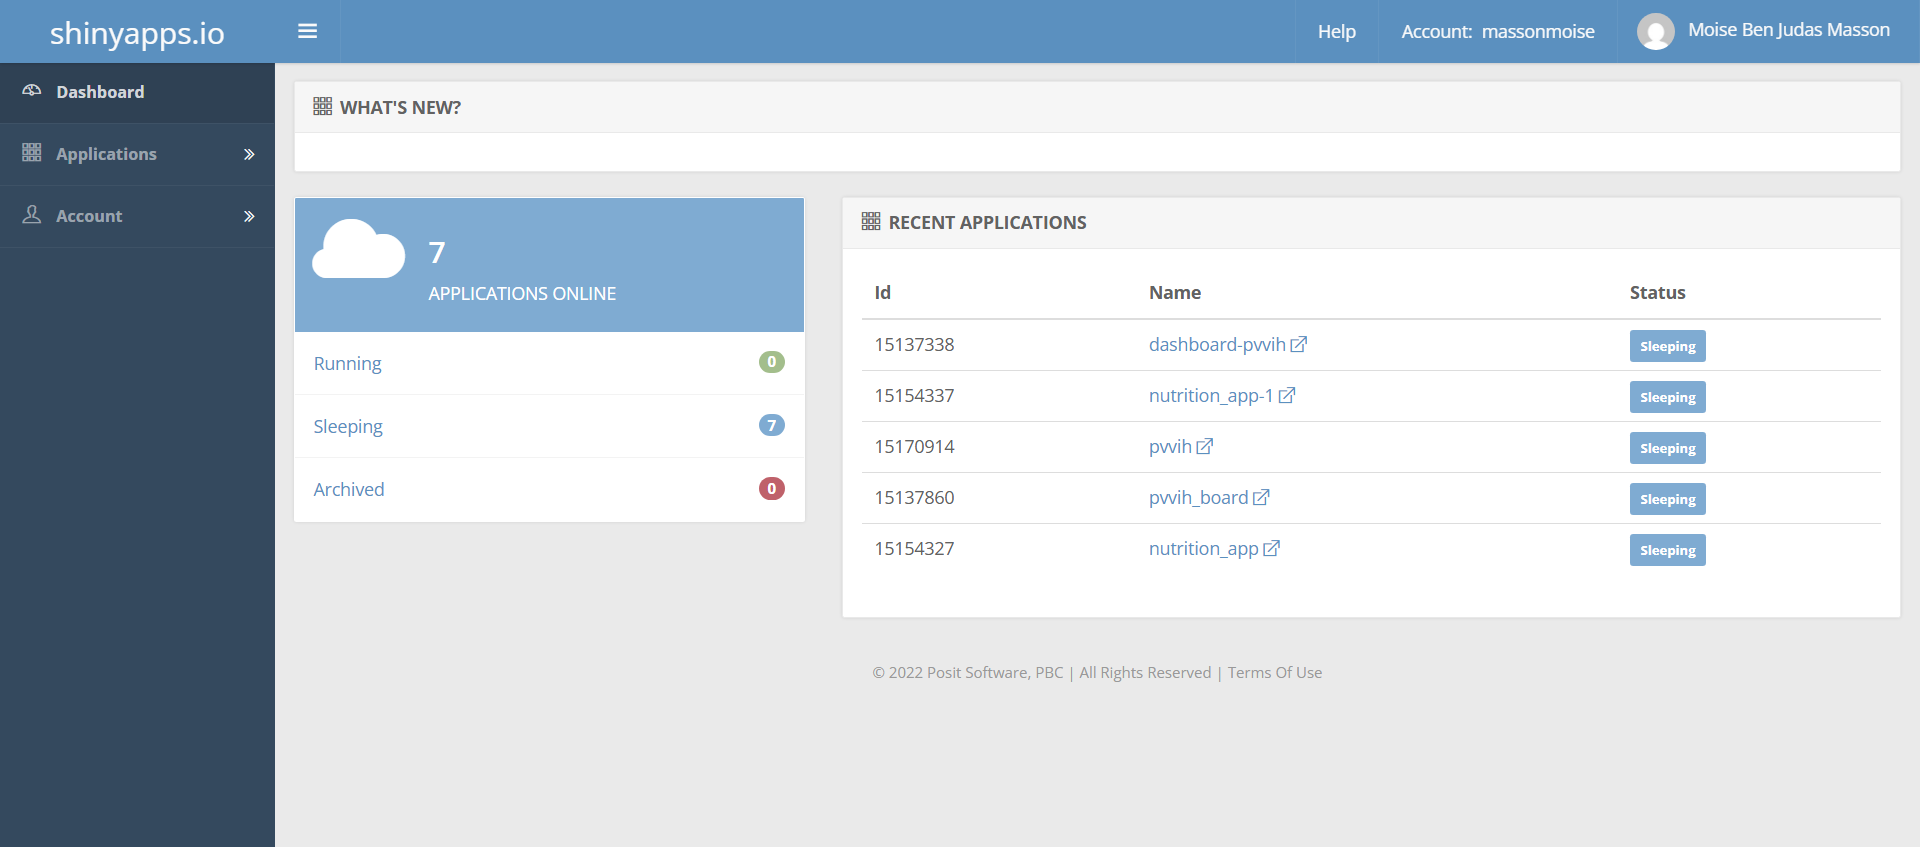 shinyapps.io
Help
Account: massonmoise
Moise Ben Judas Masson
Dashboard
Applications
Account
WHAT'S NEW?
7
APPLICATIONS ONLINE
Running 0
Sleeping 7
Archived 0
RECENT APPLICATIONS
Id Name Status
15137338 dashboard-pvvih Sleeping
15154337 nutrition_app-1 Sleeping
15170914 pvvih Sleeping
15137860 pvvih_board Sleeping
15154327 nutrition_app Sleeping
© 2022 Posit Software, PBC | All Rights Reserved | Terms Of Use